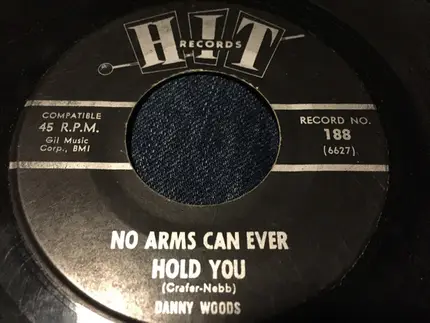 HIT
RECORDS
COMPATIBLE
45 R.P.M.
Gil Music
Corp., BMI
RECORD NO.
188
(6627)
NO ARMS CAN EVER
HOLD YOU
(Crafer-Nebb)
DANNY WOODS